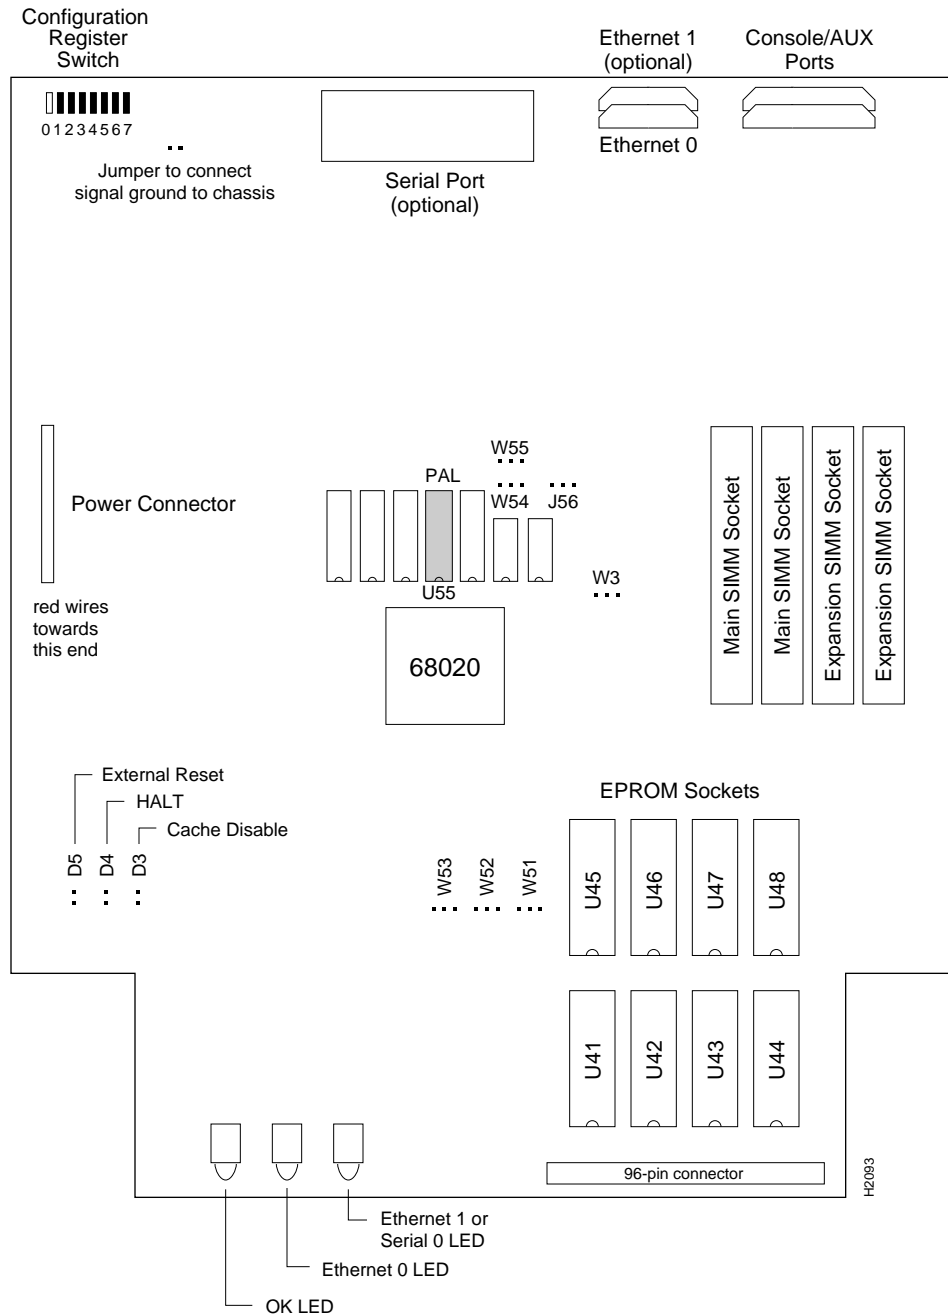 Configuration
Register
Switch
Ethernet 1
(optional)
Console/AUX
Ports
01234567
Ethernet 0
Jumper to connect
signal ground to chassis
Serial Port
(optional)
W55
PAL
W54
J56
Power Connector
Main SIMM Socket
Main SIMM Socket
Expansion SIMM Socket
Expansion SIMM Socket
W3
U55
red wires
towards
this end
68020
External Reset
HALT
Cache Disable
EPROM Sockets
D5
D4
D3
W53
W52
W51
U45
U46
U47
U48
U41
U42
U43
U44
96-pin connector
H2093
Ethernet 1 or
Serial 0 LED
Ethernet 0 LED
OK LED